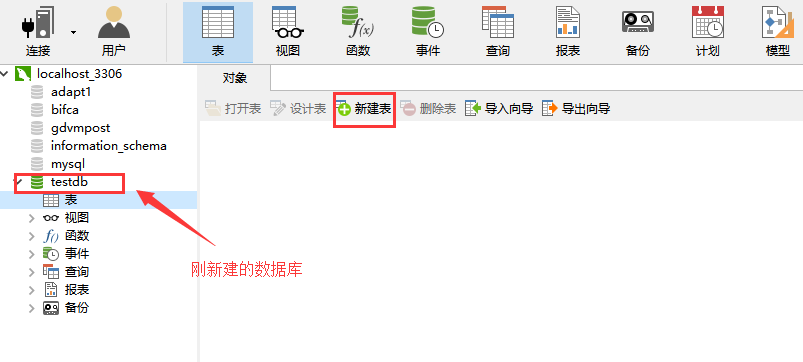 连接 用户 表 视图 函数 事件 查询 报表 备份 计划 模型
localhost_3306
adapt1
bifca
gdvmpost
information_schema
mysql
testdb
表
视图
函数
事件
查询
报表
备份
对象
打开表 设计表 新建表 删除表 导入向导 导出向导
刚新建的数据库